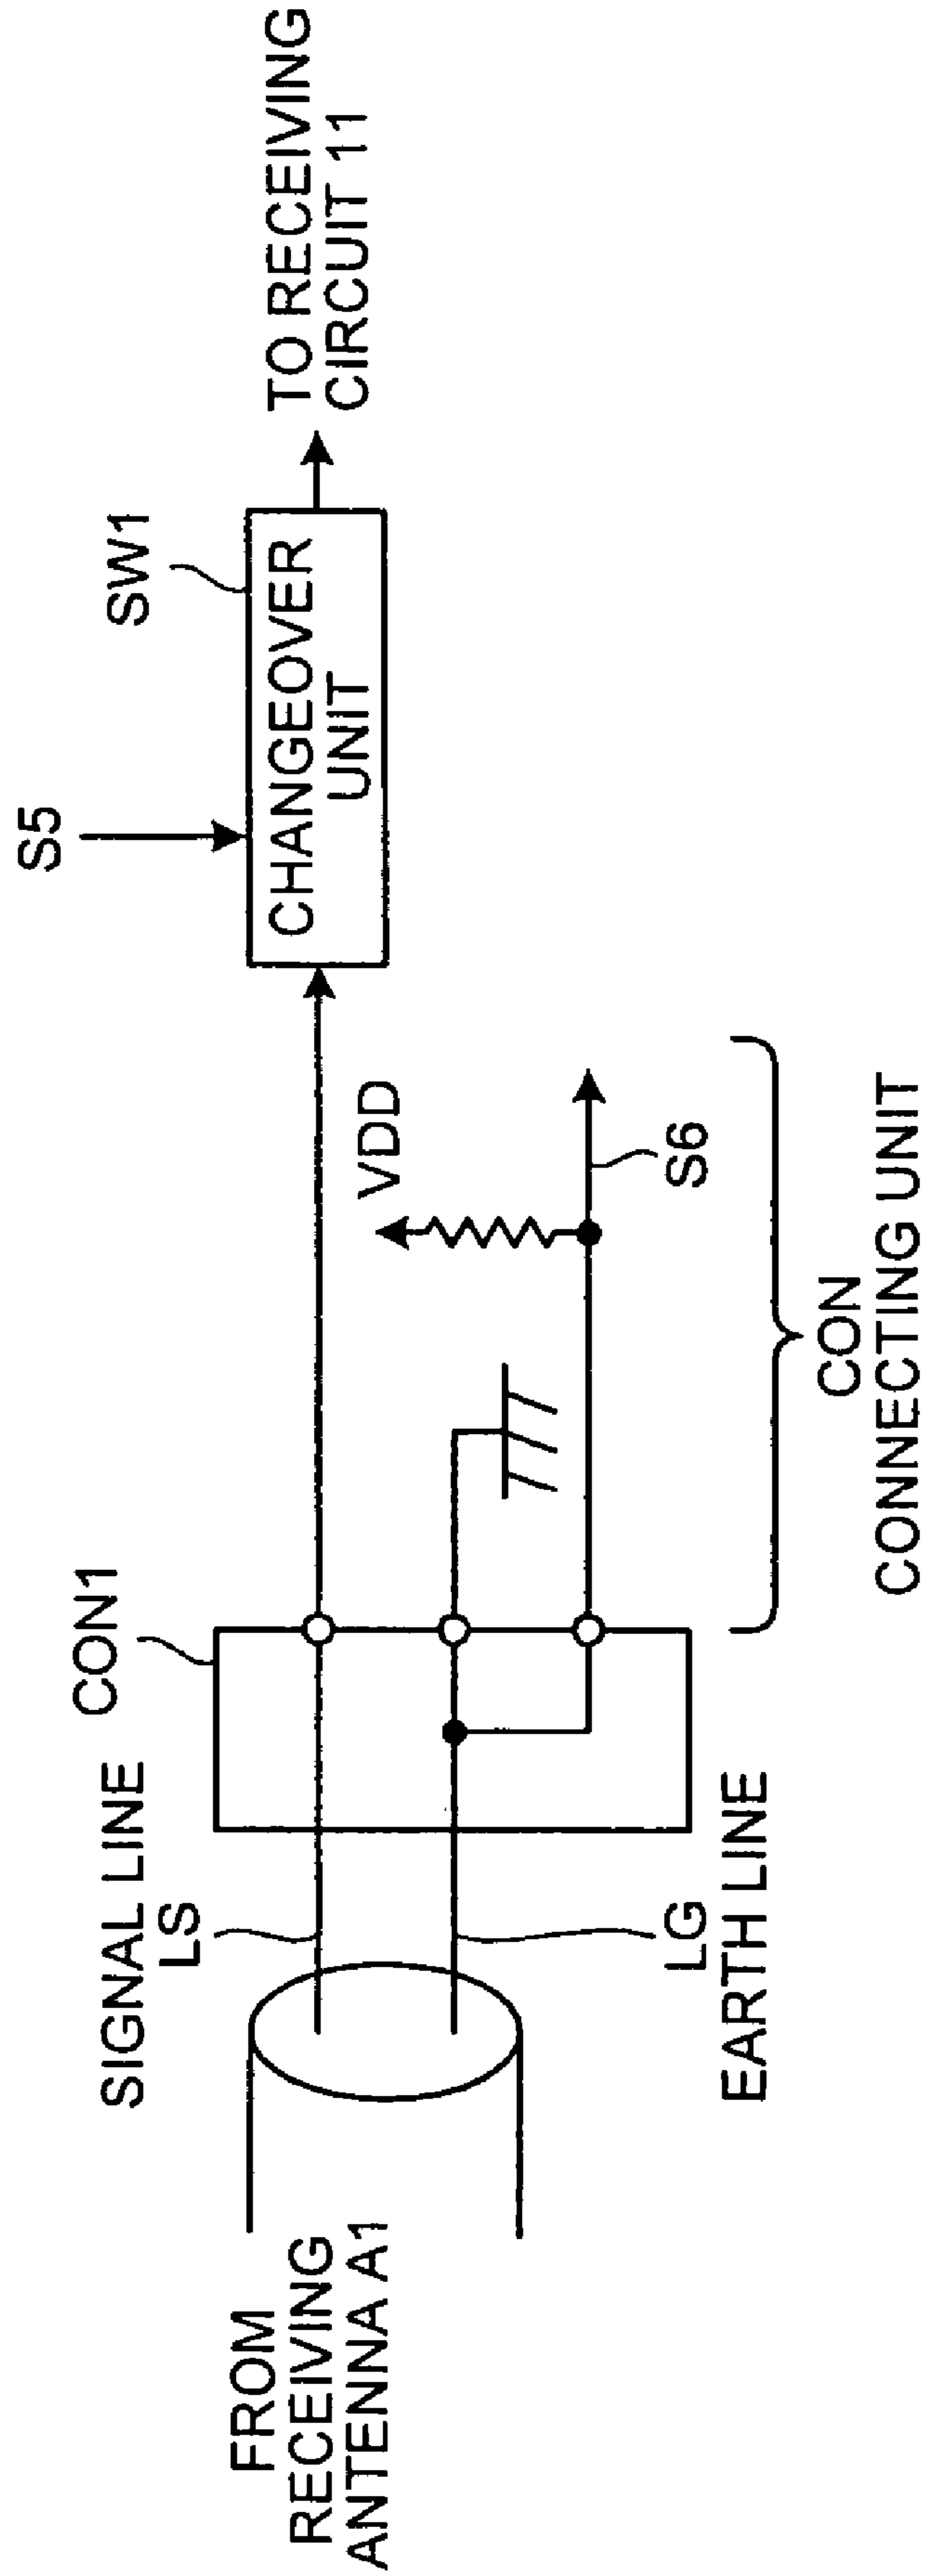 FROM
RECEIVING
ANTENNA A1
SIGNAL LINE
LS
LG
EARTH LINE
CON1
VDD
S6
CON
CONNECTING UNIT
S5
SW1
CHANGEOVER
UNIT
TO RECEIVING
CIRCUIT 11